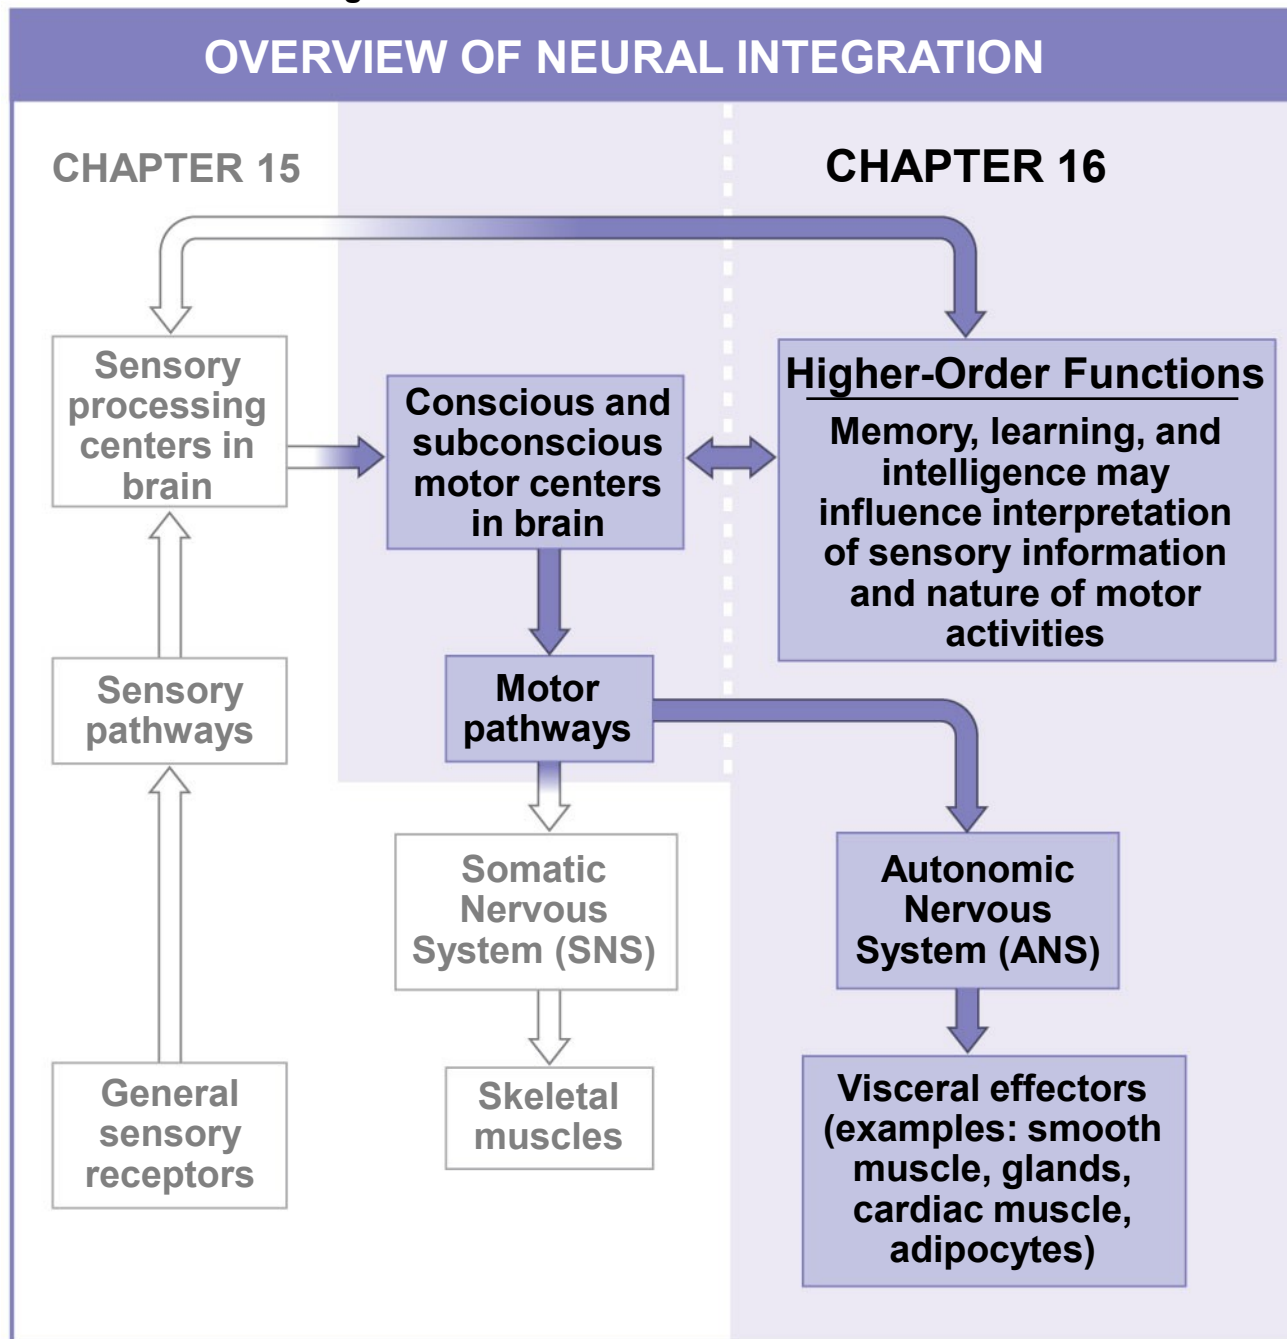 OVERVIEW OF NEURAL INTEGRATION
CHAPTER 15
CHAPTER 16
Sensory
processing
centers in
brain
Conscious and
subconscious
motor centers
in brain
Higher-Order Functions
Memory, learning, and
intelligence may
influence interpretation
of sensory information
and nature of motor
activities
Sensory
pathways
Motor
pathways
Somatic
Nervous
System (SNS)
Autonomic
Nervous
System (ANS)
General
sensory
receptors
Skeletal
muscles
Visceral effectors
(examples: smooth
muscle, glands,
cardiac muscle,
adipocytes)